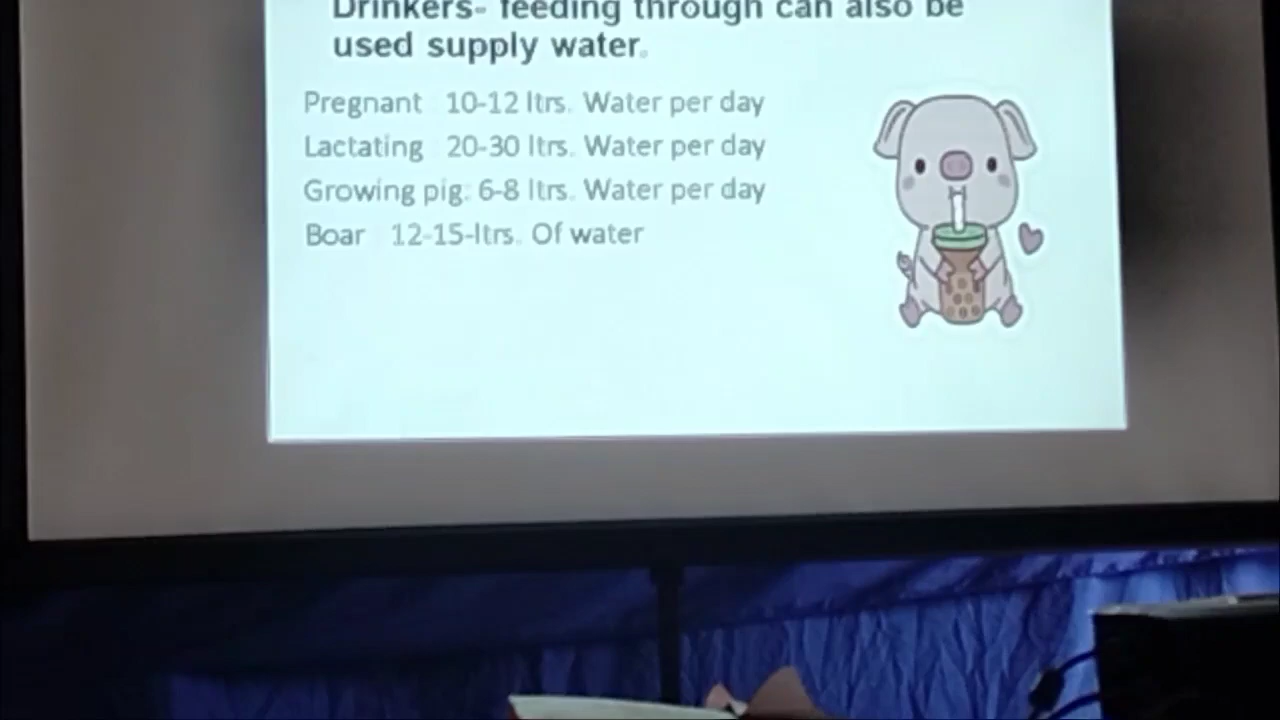 Drinkers- feeding through can also be
used supply water.
Pregnant 10-12 ltrs. Water per day
Lactating 20-30 ltrs. Water per day
Growing pig: 6-8 ltrs. Water per day
Boar 12-15-ltrs. Of water